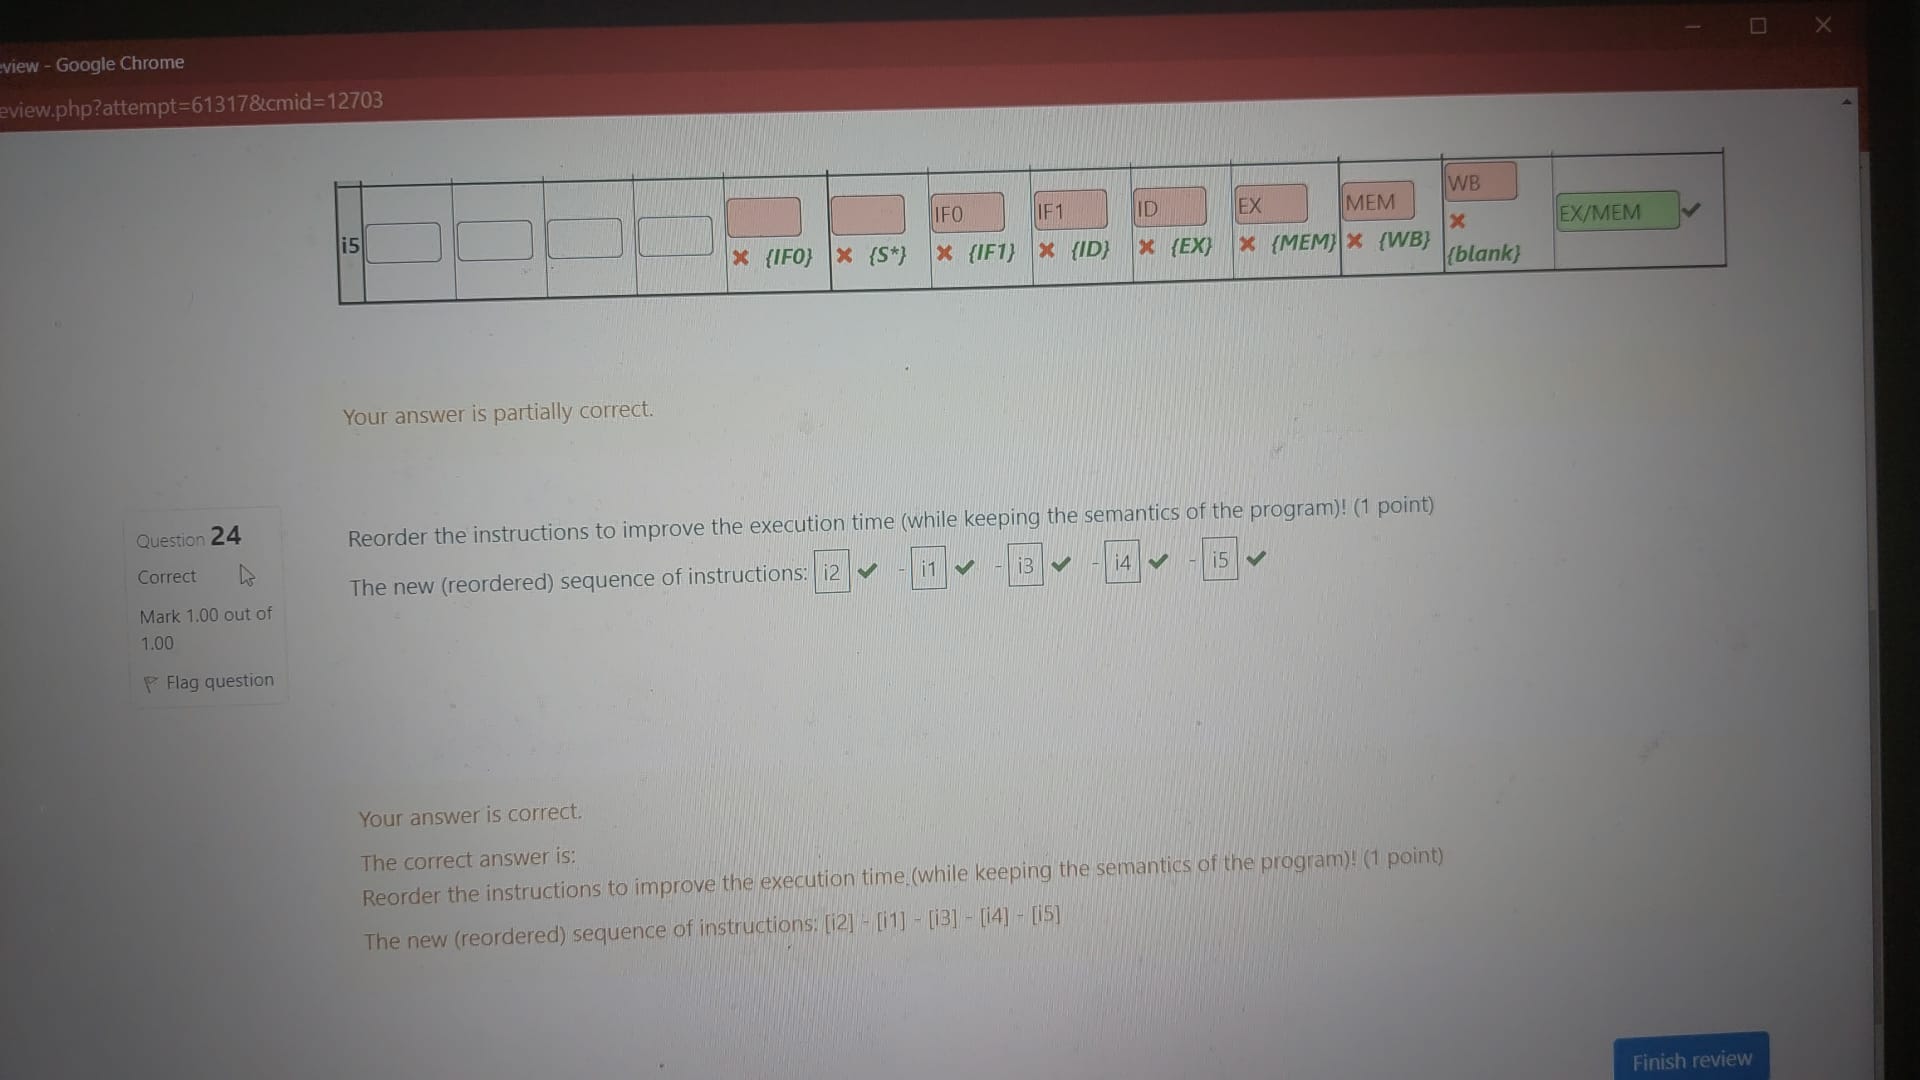 view - Google Chrome
eview.php?attempt=61317&cmid=12703
i5 IF0 IF1 ID EX MEM WB EX/MEM
{IF0} {S*} {IF1} {ID} {EX} {MEM} {WB} {blank}
Your answer is partially correct.
Question 24
Correct
Mark 1.00 out of
1.00
Flag question
Reorder the instructions to improve the execution time (while keeping the semantics of the program)! (1 point)
The new (reordered) sequence of instructions: i2 - i1 - i3 - i4 - i5
Your answer is correct.
The correct answer is:
Reorder the instructions to improve the execution time (while keeping the semantics of the program)! (1 point)
The new (reordered) sequence of instructions: [i2] - [i1] - [i3] - [i4] - [i5]
Finish review